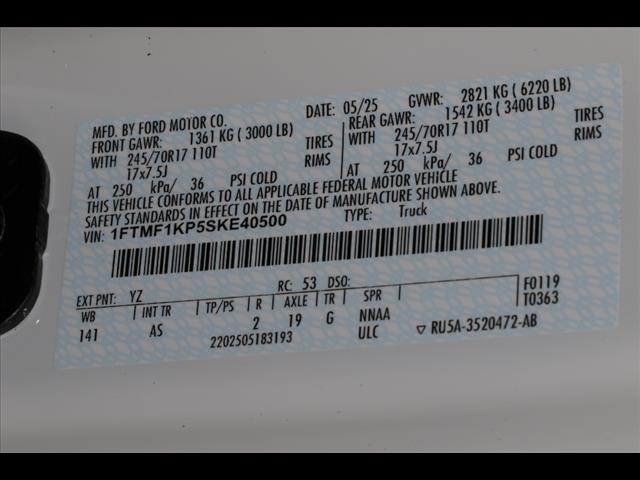 MFD. BY FORD MOTOR CO. DATE: 05/25 GVWR: 2821 KG ( 6220 LB)
FRONT GAWR: 1361 KG ( 3000 LB) REAR GAWR: 1542 KG ( 3400 LB)
WITH 245/70R17 110T TIRES WITH 245/70R17 110T TIRES
17x7.5J RIMS 17x7.5J RIMS
AT 250 kPa/ 36 PSI COLD AT 250 kPa/ 36 PSI COLD
THIS VEHICLE CONFORMS TO ALL APPLICABLE FEDERAL MOTOR VEHICLE
SAFETY STANDARDS IN EFFECT ON THE DATE OF MANUFACTURE SHOWN ABOVE.
VIN: 1FTMF1KP5SKE40500 TYPE: Truck
EXT PNT: YZ RC: 53 DSO: F0119
WB INT TR TP/PS R AXLE TR SPR T0363
141 AS 2 19 G NNAA
2202505183193 ULC ▽ RU5A-3520472-AB